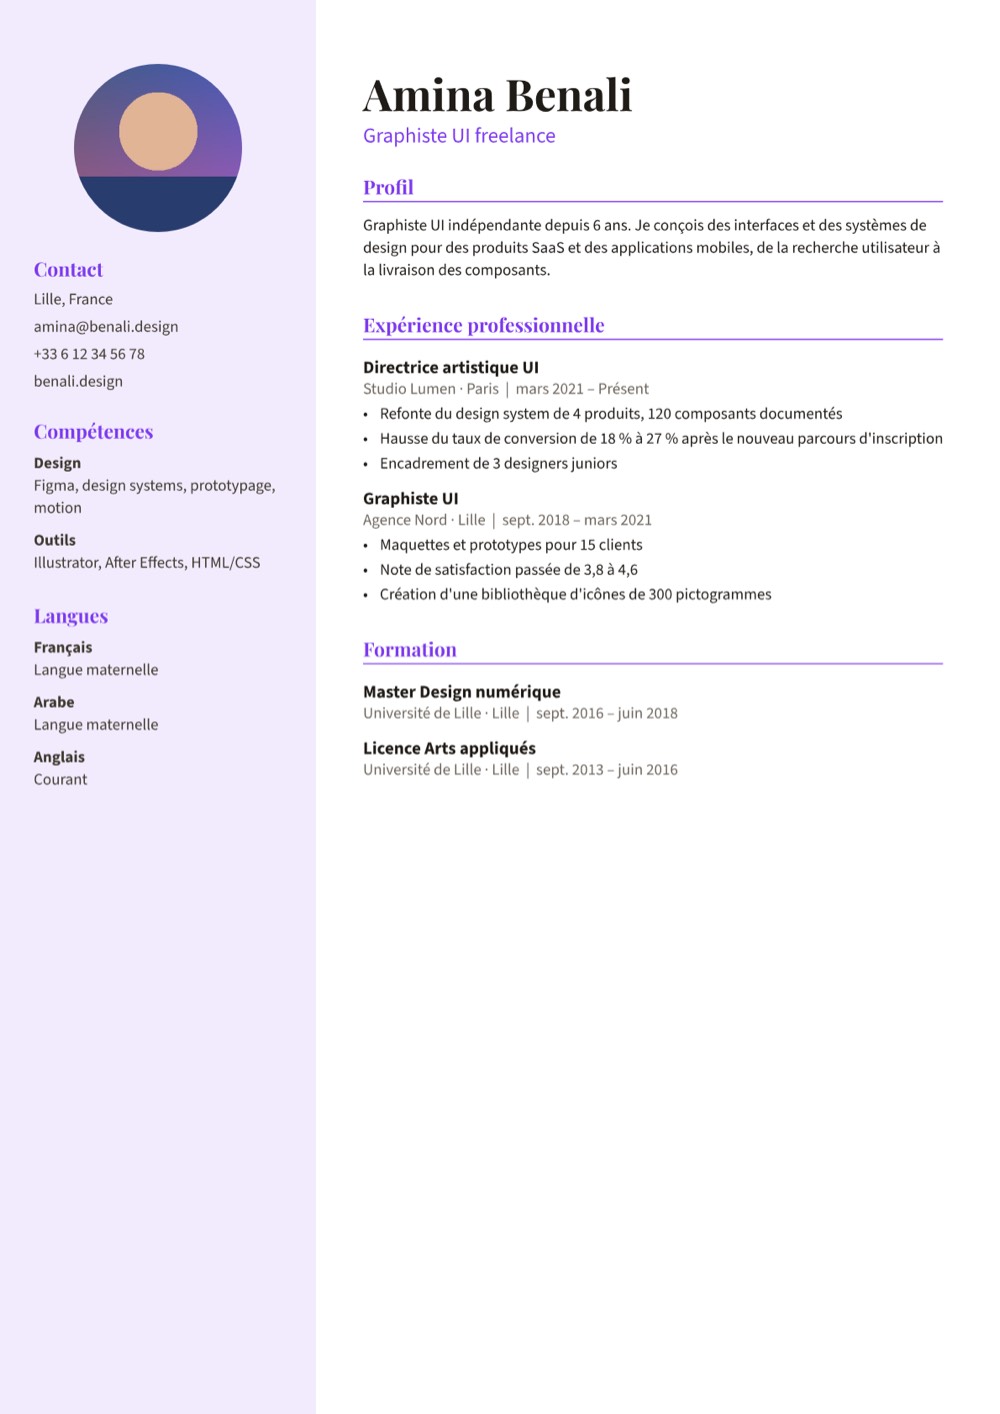 Contact
Lille, France
amina@benali.design
+33 6 12 34 56 78
benali.design
Compétences
Design
Figma, design systems, prototypage,
motion
Outils
Illustrator, After Effects, HTML/CSS
Langues
Français
Langue maternelle
Arabe
Langue maternelle
Anglais
Courant
Amina Benali
Graphiste UI freelance
Profil
Graphiste UI indépendante depuis 6 ans. Je conçois des interfaces et des systèmes de
design pour des produits SaaS et des applications mobiles, de la recherche utilisateur à
la livraison des composants.
Expérience professionnelle
Directrice artistique UI
Studio Lumen · Paris | mars 2021 – Présent
• Refonte du design system de 4 produits, 120 composants documentés
• Hausse du taux de conversion de 18 % à 27 % après le nouveau parcours d'inscription
• Encadrement de 3 designers juniors
Graphiste UI
Agence Nord · Lille | sept. 2018 – mars 2021
• Maquettes et prototypes pour 15 clients
• Note de satisfaction passée de 3,8 à 4,6
• Création d'une bibliothèque d'icônes de 300 pictogrammes
Formation
Master Design numérique
Université de Lille · Lille | sept. 2016 – juin 2018
Licence Arts appliqués
Université de Lille · Lille | sept. 2013 – juin 2016